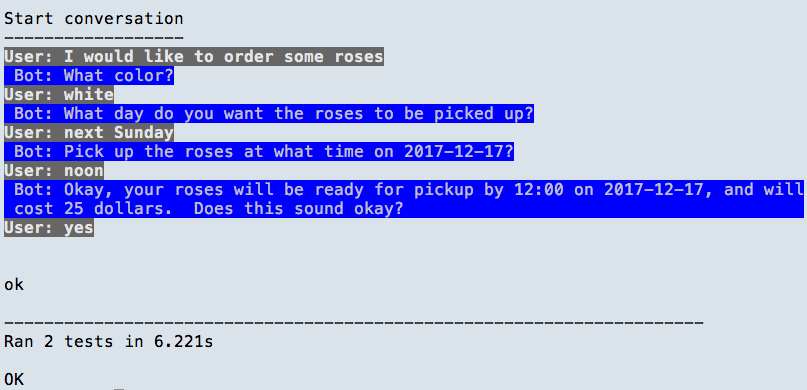 Start conversation
------------------
User: I would like to order some roses
 Bot: What color?
User: white
 Bot: What day do you want the roses to be picked up?
User: next Sunday
 Bot: Pick up the roses at what time on 2017-12-17?
User: noon
 Bot: Okay, your roses will be ready for pickup by 12:00 on 2017-12-17, and will
 cost 25 dollars.  Does this sound okay?
User: yes
ok
----------------------------------------------------------------------
Ran 2 tests in 6.221s
OK